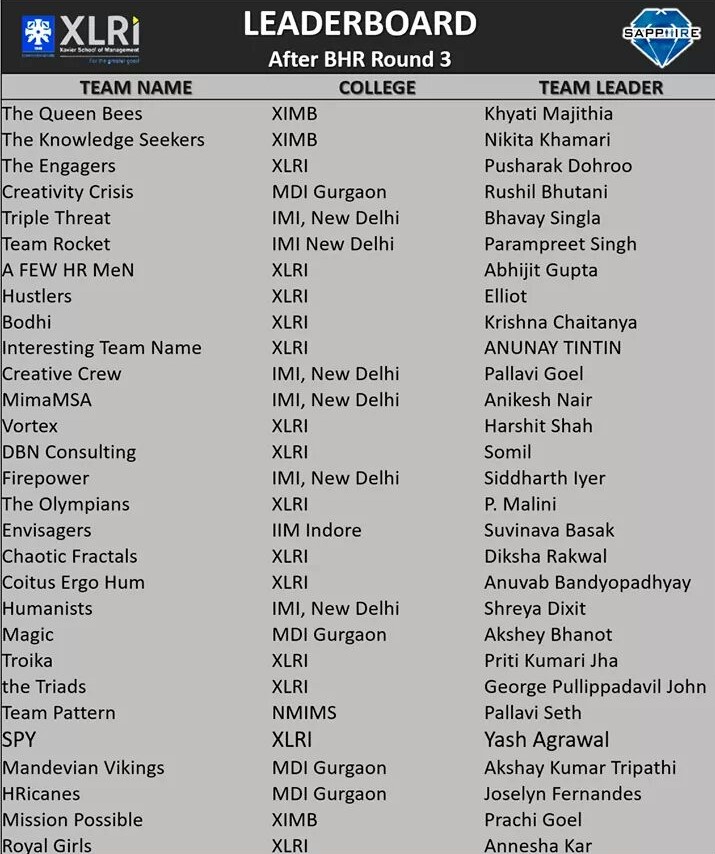 XLRi
Xavier School of Management
For the greater good
LEADERBOARD
After BHR Round 3
SAPPHIRE
TEAM NAME COLLEGE TEAM LEADER
The Queen Bees XIMB Khyati Majithia
The Knowledge Seekers XIMB Nikita Khamari
The Engagers XLRI Pusharak Dohroo
Creativity Crisis MDI Gurgaon Rushil Bhutani
Triple Threat IMI, New Delhi Bhavay Singla
Team Rocket IMI New Delhi Parampreet Singh
A FEW HR MeN XLRI Abhijit Gupta
Hustlers XLRI Elliot
Bodhi XLRI Krishna Chaitanya
Interesting Team Name XLRI ANUNAY TINTIN
Creative Crew IMI, New Delhi Pallavi Goel
MimaMSA IMI, New Delhi Anikesh Nair
Vortex XLRI Harshit Shah
DBN Consulting XLRI Somil
Firepower IMI, New Delhi Siddharth Iyer
The Olympians XLRI P. Malini
Envisagers IIM Indore Suvinava Basak
Chaotic Fractals XLRI Diksha Rakwal
Coitus Ergo Hum XLRI Anuvab Bandyopadhyay
Humanists IMI, New Delhi Shreya Dixit
Magic MDI Gurgaon Akshey Bhanot
Troika XLRI Priti Kumari Jha
the Triads XLRI George Pullippadavil John
Team Pattern NMIMS Pallavi Seth
SPY XLRI Yash Agrawal
Mandevian Vikings MDI Gurgaon Akshay Kumar Tripathi
HRicanes MDI Gurgaon Joselyn Fernandes
Mission Possible XIMB Prachi Goel
Royal Girls XLRI Annesha Kar